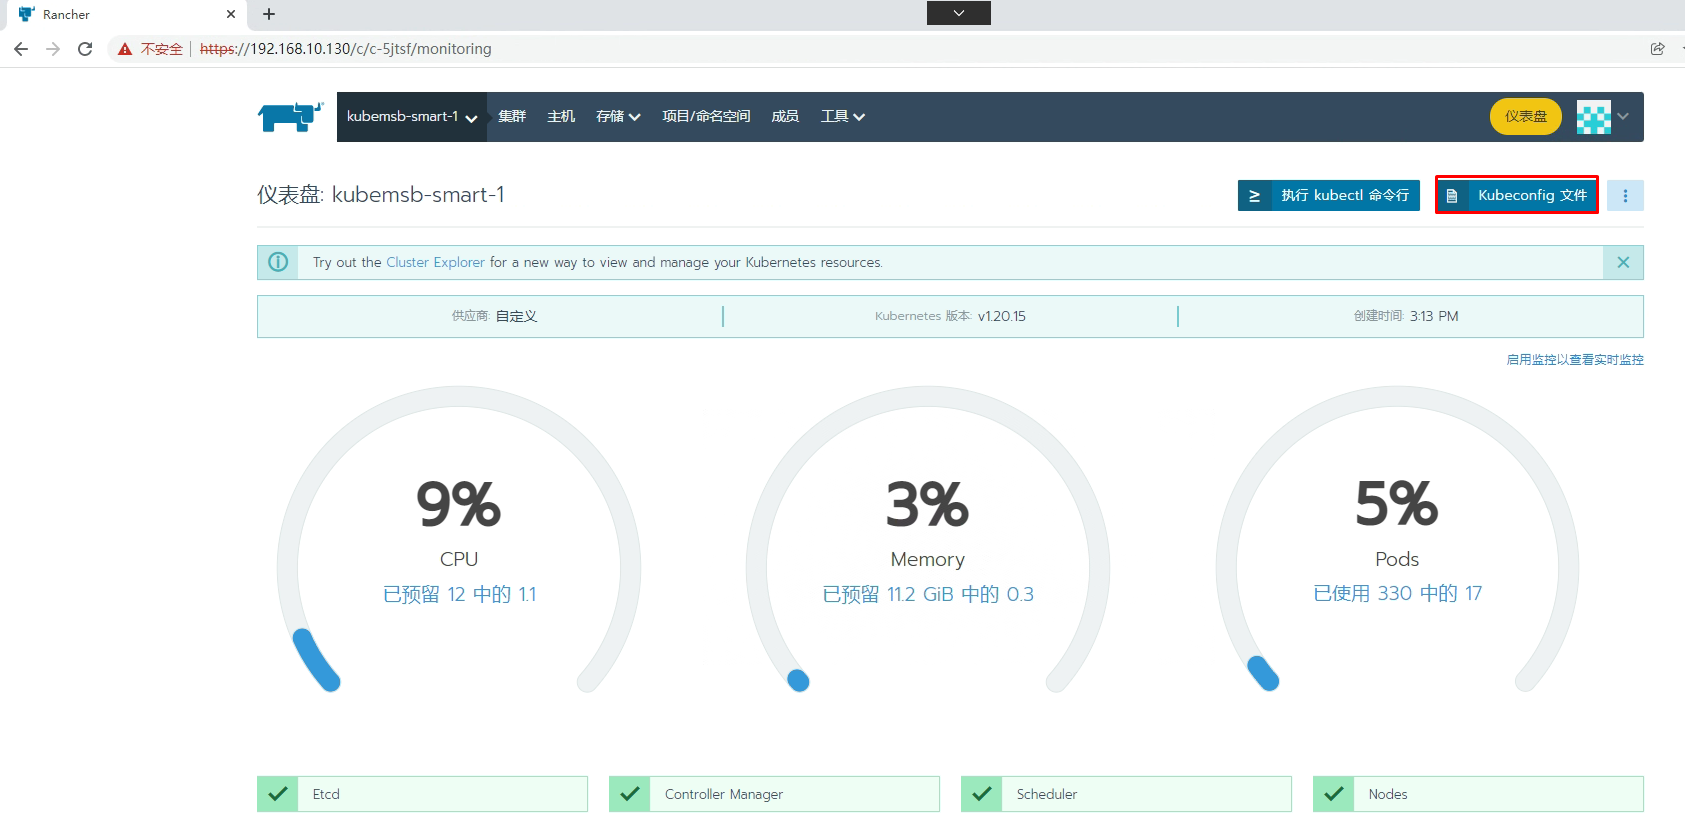 Rancher
不安全 https://192.168.10.130/c/c-5jtsf/monitoring
kubemsb-smart-1 集群 主机 存储 项目/命名空间 成员 工具 仪表盘
仪表盘: kubemsb-smart-1 执行 kubectl 命令行 Kubeconfig 文件
Try out the Cluster Explorer for a new way to view and manage your Kubernetes resources.
供应商: 自定义 Kubernetes 版本: v1.20.15 创建时间: 3:13 PM
启用监控以查看实时监控
9% 3% 5%
CPU Memory Pods
已预留 12 中的 1.1 已预留 11.2 GiB 中的 0.3 已使用 330 中的 17
Etcd Controller Manager Scheduler Nodes